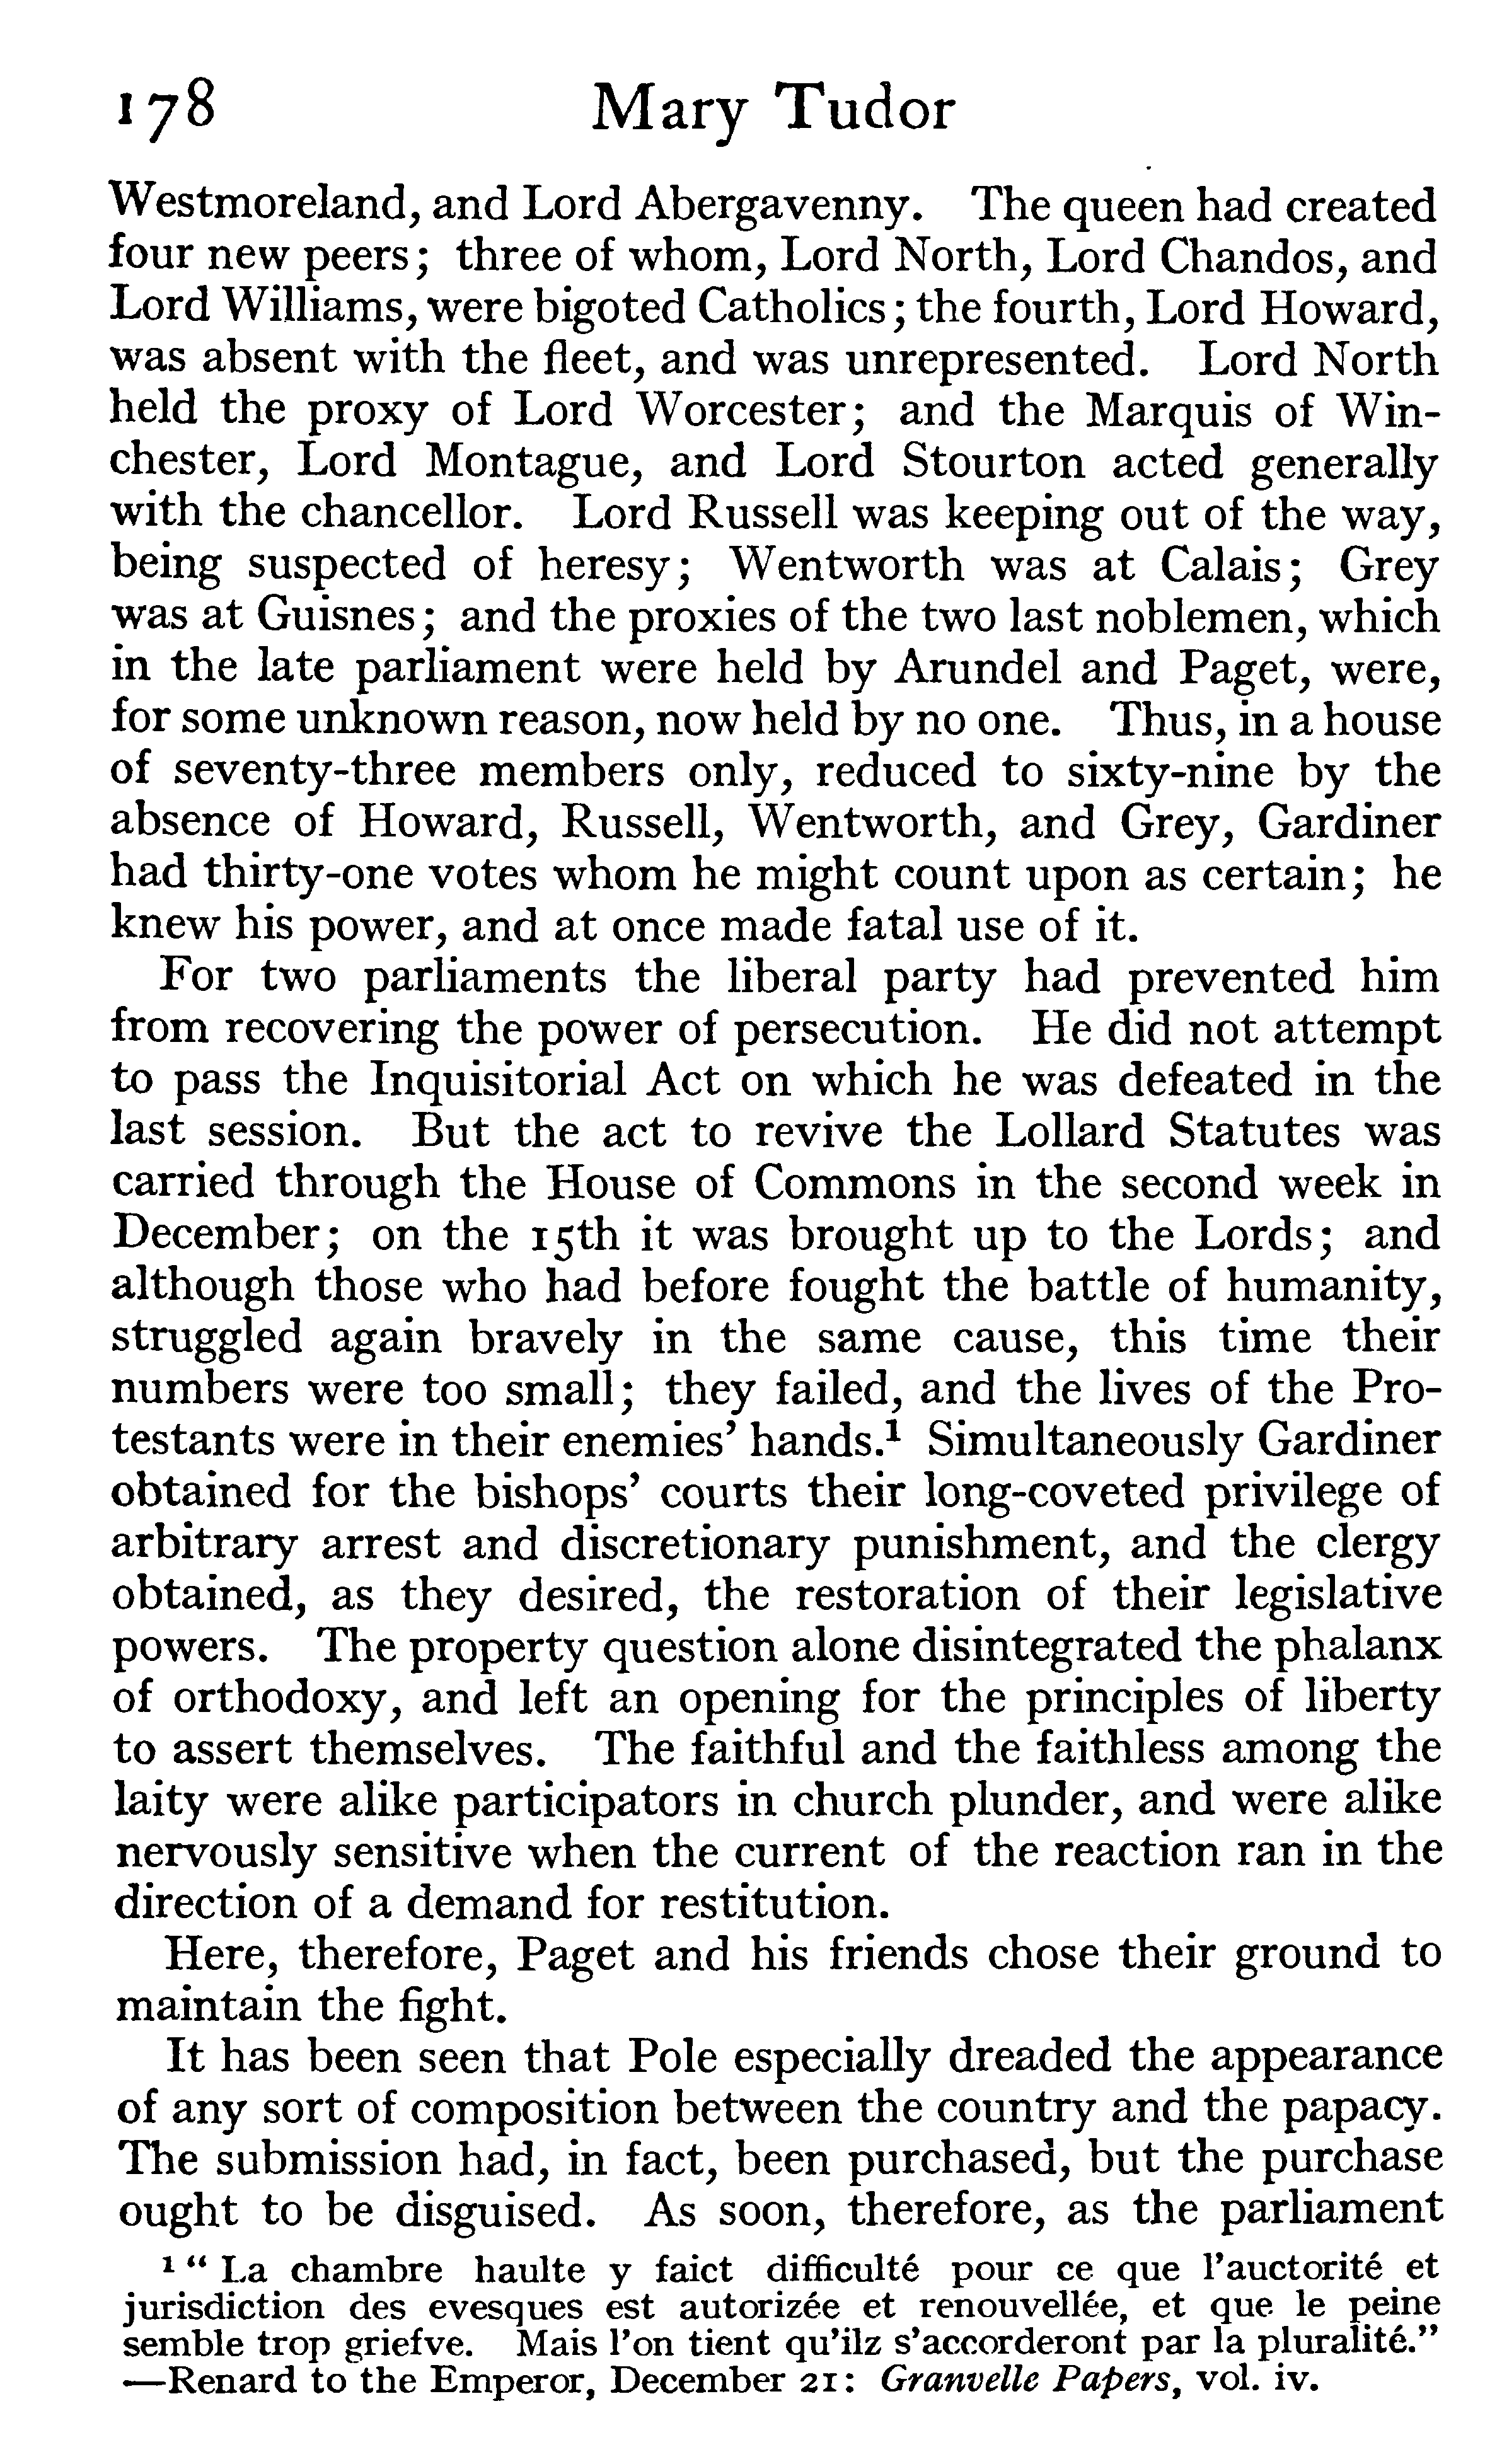 178 Mary Tudor
Westmoreland, and Lord Abergavenny. The queen had created
four new peers; three of whom, Lord North, Lord Chandos, and
Lord Williams, were bigoted Catholics; the fourth, Lord Howard,
was absent with the fleet, and was unrepresented. Lord North
held the proxy of Lord Worcester; and the Marquis of Win-
chester, Lord Montague, and Lord Stourton acted generally
with the chancellor. Lord Russell was keeping out of the way,
being suspected of heresy; Wentworth was at Calais; Grey
was at Guisnes; and the proxies of the two last noblemen, which
in the late parliament were held by Arundel and Paget, were,
for some unknown reason, now held by no one. Thus, in a house
of seventy-three members only, reduced to sixty-nine by the
absence of Howard, Russell, Wentworth, and Grey, Gardiner
had thirty-one votes whom he might count upon as certain; he
knew his power, and at once made fatal use of it.
For two parliaments the liberal party had prevented him
from recovering the power of persecution. He did not attempt
to pass the Inquisitorial Act on which he was defeated in the
last session. But the act to revive the Lollard Statutes was
carried through the House of Commons in the second week in
December; on the 15th it was brought up to the Lords; and
although those who had before fought the battle of humanity,
struggled again bravely in the same cause, this time their
numbers were too small; they failed, and the lives of the Pro-
testants were in their enemies' hands.¹ Simultaneously Gardiner
obtained for the bishops' courts their long-coveted privilege of
arbitrary arrest and discretionary punishment, and the clergy
obtained, as they desired, the restoration of their legislative
powers. The property question alone disintegrated the phalanx
of orthodoxy, and left an opening for the principles of liberty
to assert themselves. The faithful and the faithless among the
laity were alike participators in church plunder, and were alike
nervously sensitive when the current of the reaction ran in the
direction of a demand for restitution.
Here, therefore, Paget and his friends chose their ground to
maintain the fight.
It has been seen that Pole especially dreaded the appearance
of any sort of composition between the country and the papacy.
The submission had, in fact, been purchased, but the purchase
ought to be disguised. As soon, therefore, as the parliament
¹ “ La chambre haulte y faict difficulté pour ce que l'auctorité et
jurisdiction des evesques est autorizée et renouvellée, et que le peine
semble trop griefve. Mais l'on tient qu'ilz s'accorderont par la pluralité.”
—Renard to the Emperor, December 21: Granvelle Papers, vol. iv.